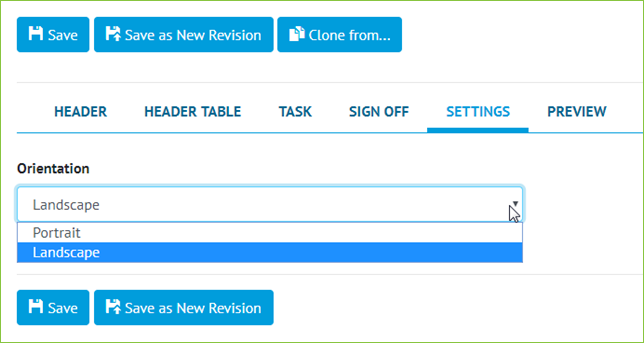 Save Save as New Revision Clone from...
HEADER HEADER TABLE TASK SIGN OFF SETTINGS PREVIEW
Orientation
Landscape
Portrait
Landscape
Save Save as New Revision